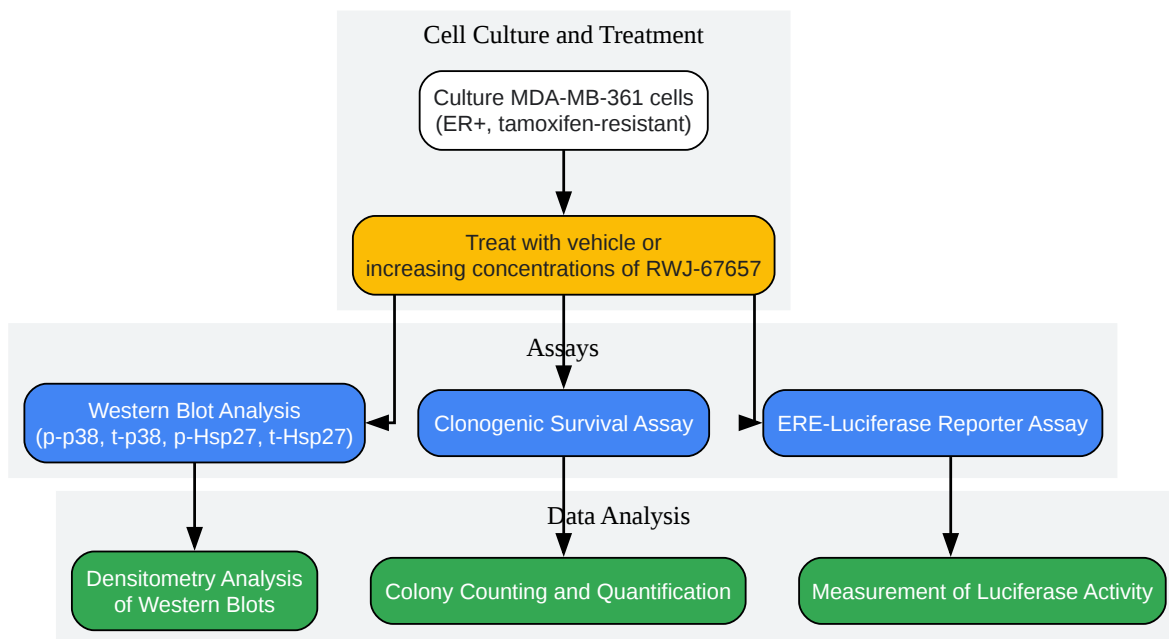 Cell Culture and Treatment
Culture MDA-MB-361 cells
(ER+, tamoxifen-resistant)
Treat with vehicle or
increasing concentrations of RWJ-67657
Assays
Western Blot Analysis
(p-p38, t-p38, p-Hsp27, t-Hsp27)
Clonogenic Survival Assay
ERE-Luciferase Reporter Assay
Data Analysis
Densitometry Analysis
of Western Blots
Colony Counting and Quantification
Measurement of Luciferase Activity